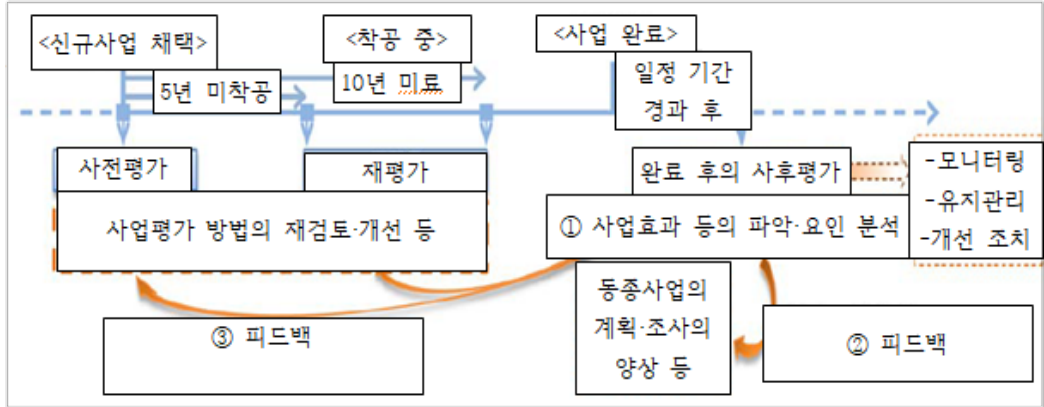 <신규사업 채택>
<착공 중>
<사업 완료>
5년 미착공
10년 미료
일정 기간
경과 후
사전평가
재평가
완료 후의 사후평가
-모니터링
-유지관리
-개선 조치
사업평가 방법의 재검토·개선 등
① 사업효과 등의 파악·요인 분석
동종사업의
계획·조사의
양상 등
③ 피드백
② 피드백